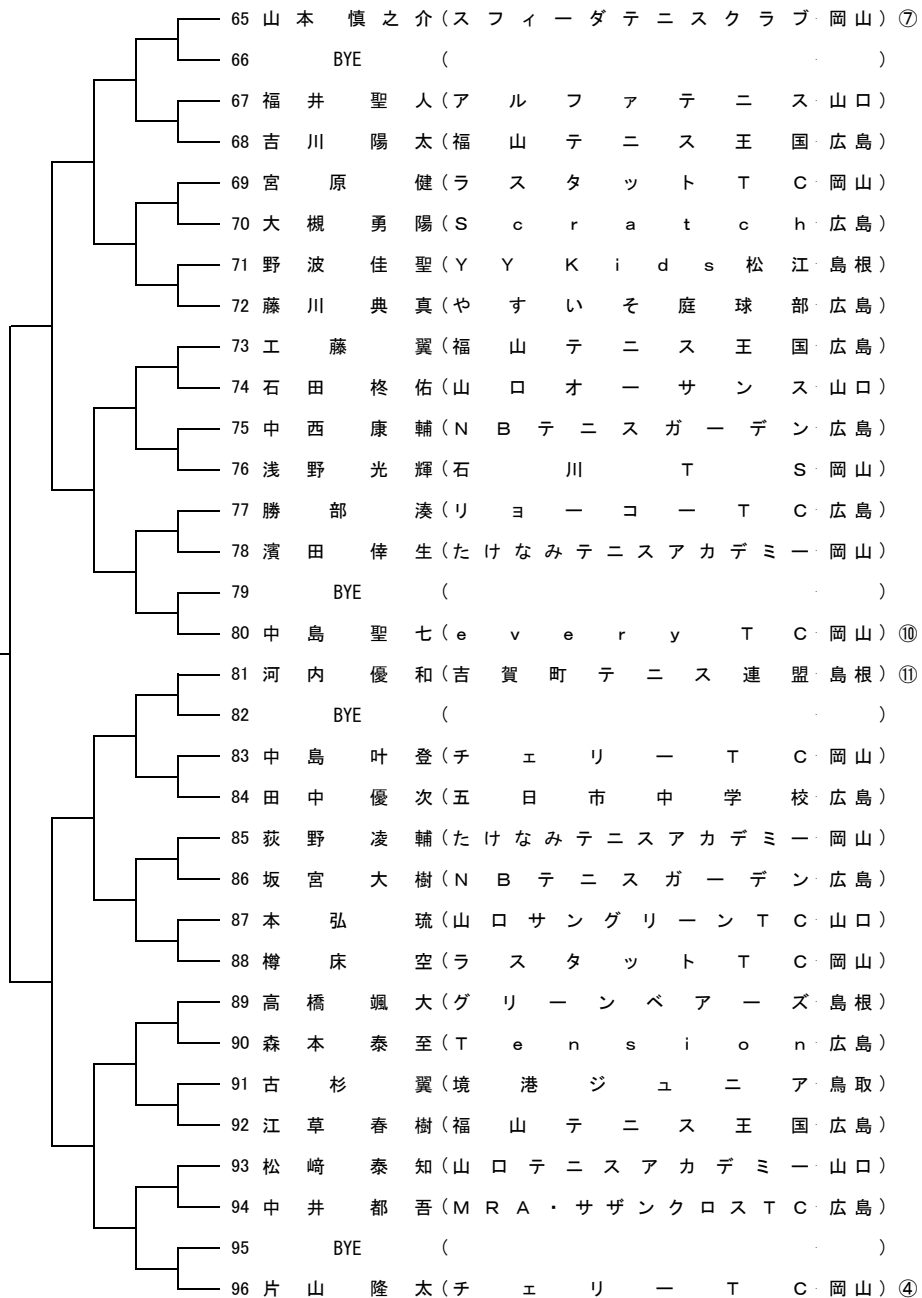 65 山本 慎之介 (スフィーダテニスクラブ・岡山) ⑦
66 BYE ( ・ )
67 福井 聖人 (アルファテニス・山口)
68 吉川 陽太 (福山テニス王国・広島)
69 宮原 健 (ラスタットTC・岡山)
70 大槻 勇陽 (Scratch・広島)
71 野波 佳聖 (YYKids松江・島根)
72 藤川 典真 (やすいそ庭球部・広島)
73 工藤 翼 (福山テニス王国・広島)
74 石田 柊佑 (山口オーサンス・山口)
75 中西 康輔 (NBテニスガーデン・広島)
76 浅野 光輝 (石川TS・岡山)
77 勝部 湊 (リョーコーTC・広島)
78 濱田 倖生 (たけなみテニスアカデミー・岡山)
79 BYE ( ・ )
80 中島 聖七 (every TC・岡山) ⑩
81 河内 優和 (吉賀町テニス連盟・島根) ⑪
82 BYE ( ・ )
83 中島 叶登 (チェリーTC・岡山)
84 田中 優次 (五日市中学校・広島)
85 荻野 凌輔 (たけなみテニスアカデミー・岡山)
86 坂宮 大樹 (NBテニスガーデン・広島)
87 本弘 琉 (山口サングリーンTC・山口)
88 樽床 空 (ラスタットTC・岡山)
89 高橋 颯大 (グリーンベアーズ・島根)
90 森本 泰至 (Tension・広島)
91 古杉 翼 (境港ジュニア・鳥取)
92 江草 春樹 (福山テニス王国・広島)
93 松﨑 泰知 (山口テニスアカデミー・山口)
94 中井 都吾 (MRA・サザンクロスTC・広島)
95 BYE ( ・ )
96 片山 隆太 (チェリーTC・岡山) ④